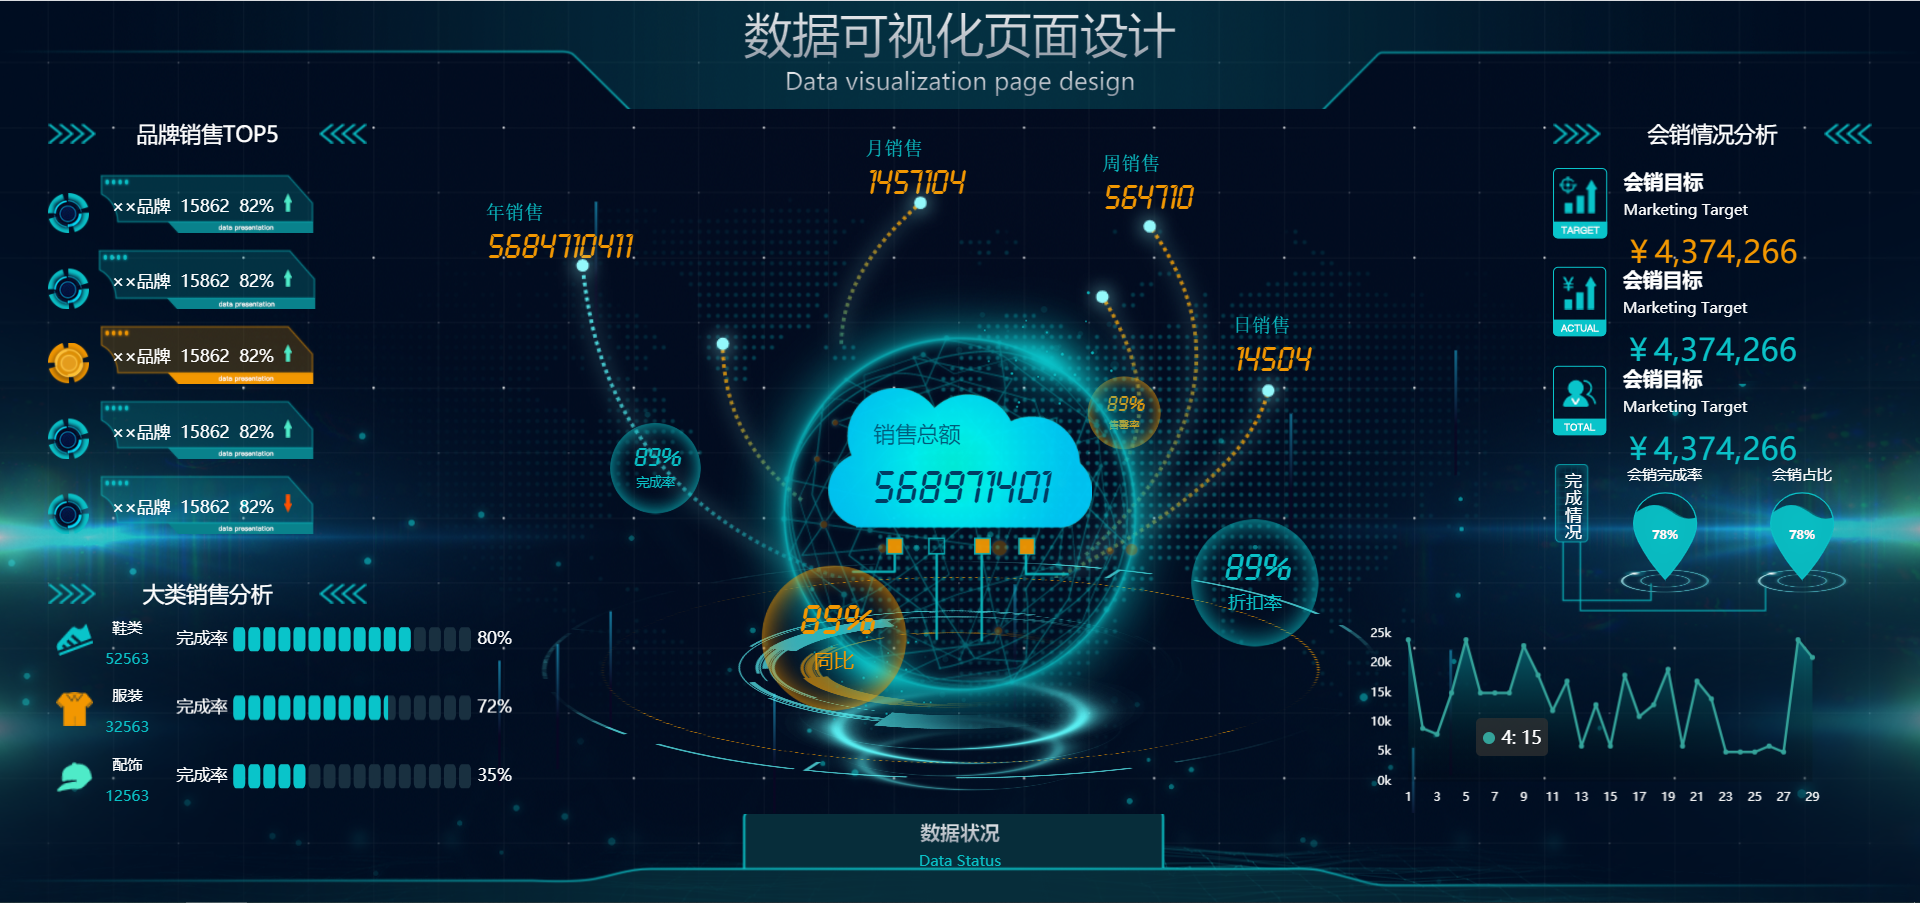 数据可视化页面设计
Data visualization page design
品牌销售TOP5
××品牌 15862 82%
data presentation
××品牌 15862 82%
data presentation
××品牌 15862 82%
data presentation
××品牌 15862 82%
data presentation
××品牌 15862 82%
data presentation
大类销售分析
鞋类
52563
完成率
80%
服装
32563
完成率
72%
配饰
12563
完成率
35%
年销售
5684710411
月销售
1457104
周销售
564710
日销售
14504
销售总额
568971401
89%
完成率
89%
售罄率
89%
同比
89%
折扣率
数据状况
Data Status
会销情况分析
TARGET
会销目标
Marketing Target
¥4,374,266
¥
ACTUAL
会销目标
Marketing Target
¥4,374,266
TOTAL
会销目标
Marketing Target
¥4,374,266
完成情况
会销完成率
78%
会销占比
78%
25k
20k
15k
10k
5k
0k
4: 15
1 3 5 7 9 11 13 15 17 19 21 23 25 27 29